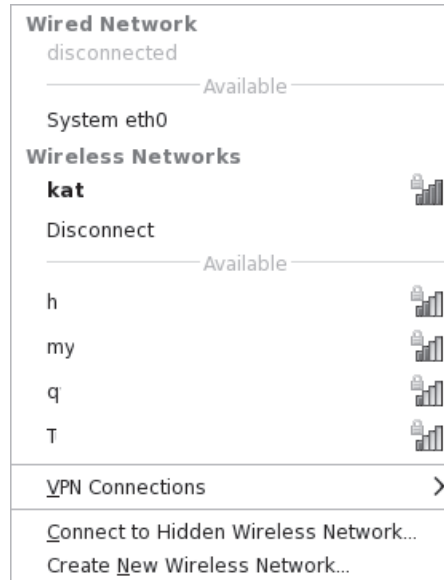 Wired Network
disconnected
Available
System eth0
Wireless Networks
kat
Disconnect
Available
h
my
q
T
VPN Connections
Connect to Hidden Wireless Network...
Create New Wireless Network...